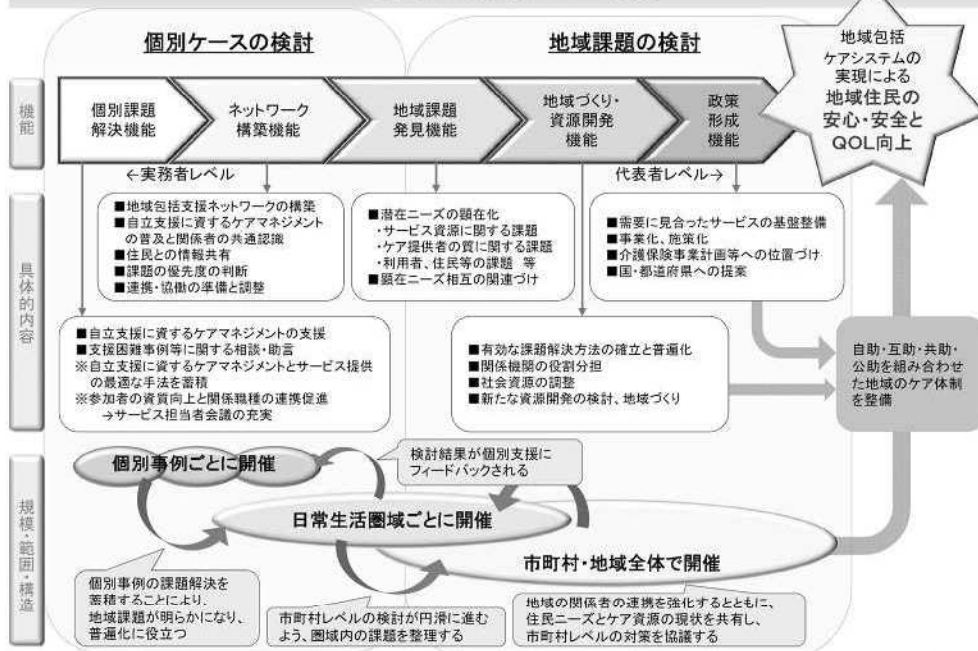 個別ケースの検討
地域課題の検討
機能
個別課題
解決機能
ネットワーク
構築機能
地域課題
発見機能
地域づくり・
資源開発
機能
政策
形成
機能
地域包括
ケアシステムの
実現による
地域住民の
安心・安全と
QOL向上
←実務者レベル
代表者レベル→
具体的内容
■地域包括支援ネットワークの構築
■自立支援に資するケアマネジメント
の普及と関係者の共通認識
■住民との情報共有
■課題の優先度の判断
■連携・協働の準備と調整
■潜在ニーズの顕在化
・サービス資源に関する課題
・ケア提供者の質に関する課題
・利用者、住民等の課題 等
■顕在ニーズ相互の関連づけ
■需要に見合ったサービスの基盤整備
■事業化、施策化
■介護保険事業計画等への位置づけ
■国・都道府県への提案
■自立支援に資するケアマネジメントの支援
■支援困難事例等に関する相談・助言
※自立支援に資するケアマネジメントとサービス提供
の最適な手法を蓄積
※参加者の資質向上と関係職種の連携促進
→サービス担当者会議の充実
■有効な課題解決方法の確立と普遍化
■関係機関の役割分担
■社会資源の調整
■新たな資源開発の検討、地域づくり
自助・互助・共助・
公助を組み合わせ
た地域のケア体制
を整備
規模・範囲・構造
個別事例ごとに開催
検討結果が個別支援に
フィードバックされる
日常生活圏域ごとに開催
市町村・地域全体で開催
個別事例の課題解決を
蓄積することにより、
地域課題が明らかになり、
普遍化に役立つ
市町村レベルの検討が円滑に進む
よう、圏域内の課題を整理する
地域の関係者の連携を強化するとともに、
住民ニーズとケア資源の現状を共有し、
市町村レベルの対策を協議する